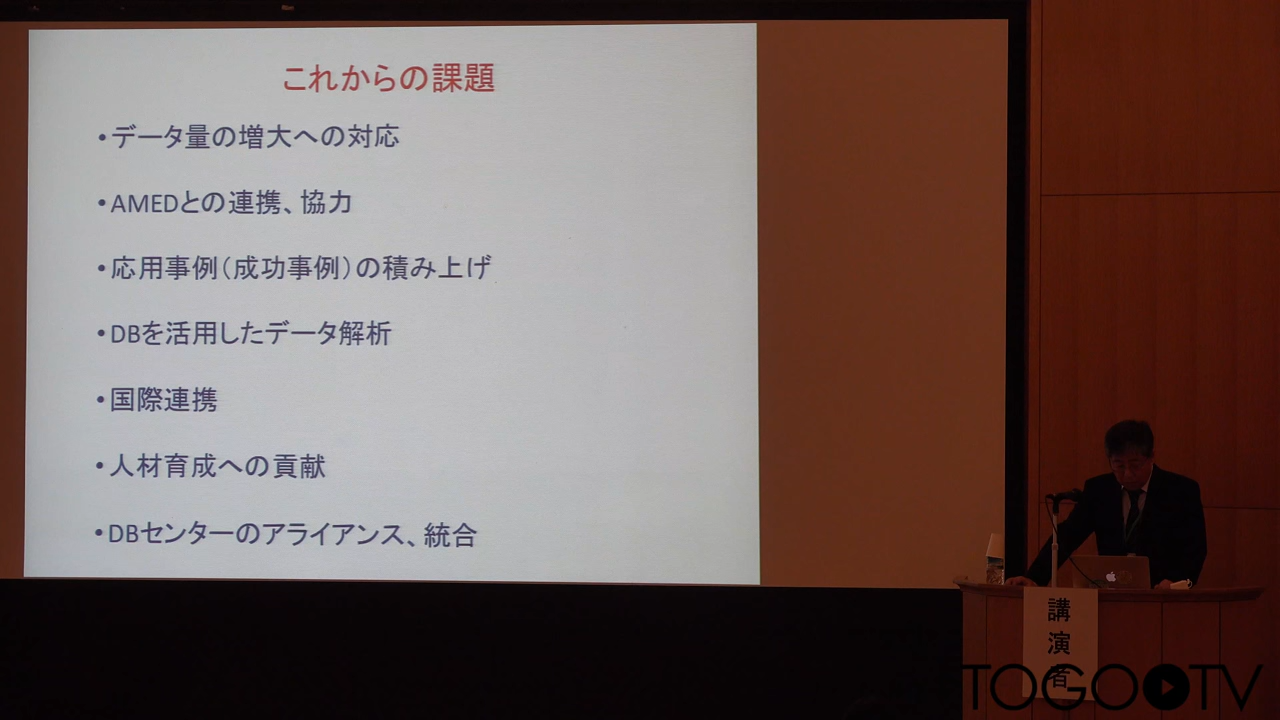 これからの課題
•データ量の増大への対応
•AMEDとの連携、協力
•応用事例(成功事例)の積み上げ
•DBを活用したデータ解析
•国際連携
•人材育成への貢献
•DBセンターのアライアンス、統合
講演者
TOGOTV